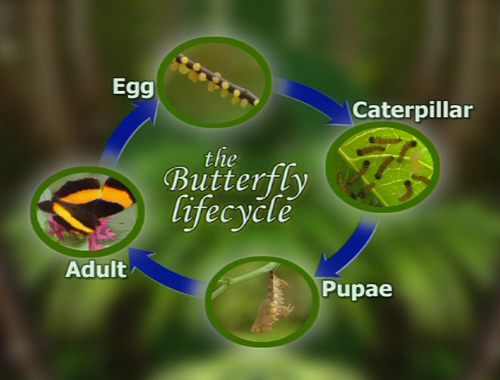 Egg
Caterpillar
the
Butterfly
lifecycle
Adult
Pupae